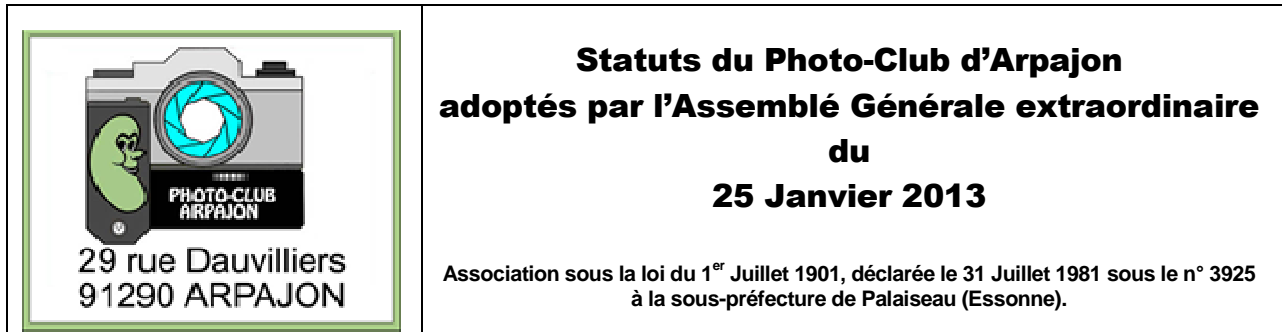 PHOTO-CLUB
ARPAJON
29 rue Dauvilliers
91290 ARPAJON
Statuts du Photo-Club d’Arpajon
adoptés par l’Assemblé Générale extraordinaire
du
25 Janvier 2013
Association sous la loi du 1er Juillet 1901, déclarée le 31 Juillet 1981 sous le n° 3925
à la sous-préfecture de Palaiseau (Essonne).